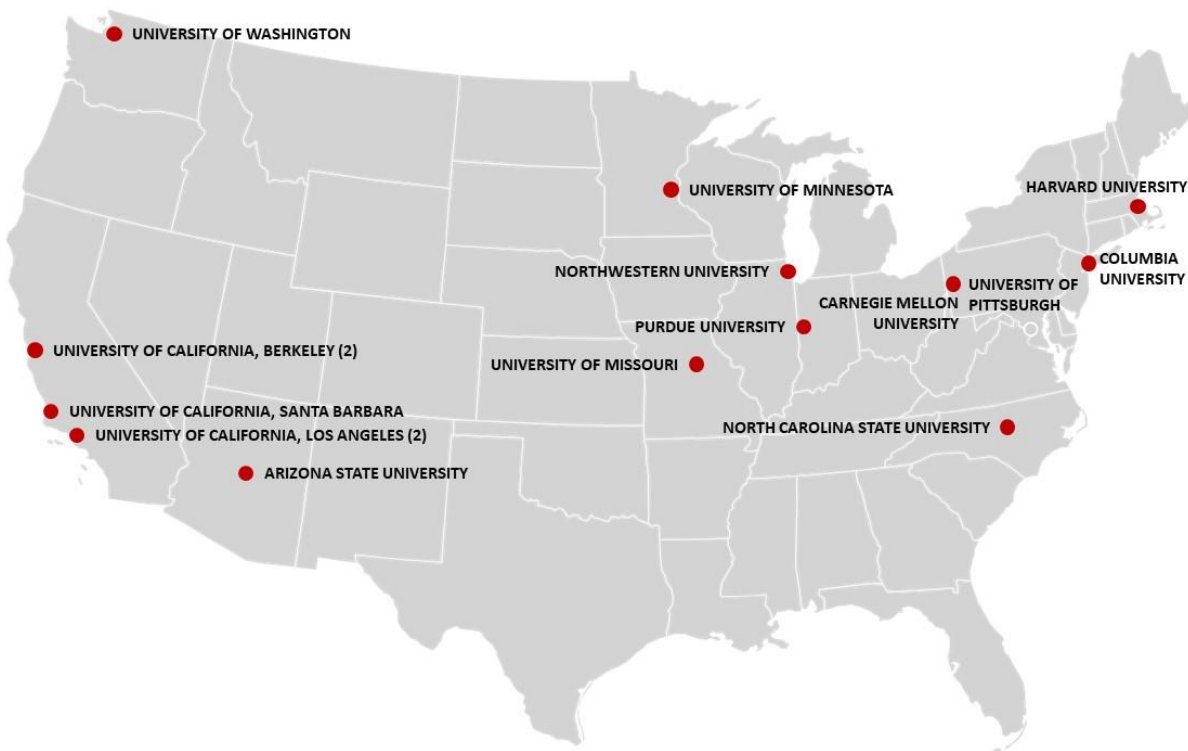 UNIVERSITY OF WASHINGTON
UNIVERSITY OF MINNESOTA
HARVARD UNIVERSITY
COLUMBIA
UNIVERSITY
NORTHWESTERN UNIVERSITY
UNIVERSITY OF
PITTSBURGH
CARNEGIE MELLON
UNIVERSITY
PURDUE UNIVERSITY
UNIVERSITY OF CALIFORNIA, BERKELEY (2)
UNIVERSITY OF MISSOURI
UNIVERSITY OF CALIFORNIA, SANTA BARBARA
NORTH CAROLINA STATE UNIVERSITY
UNIVERSITY OF CALIFORNIA, LOS ANGELES (2)
ARIZONA STATE UNIVERSITY